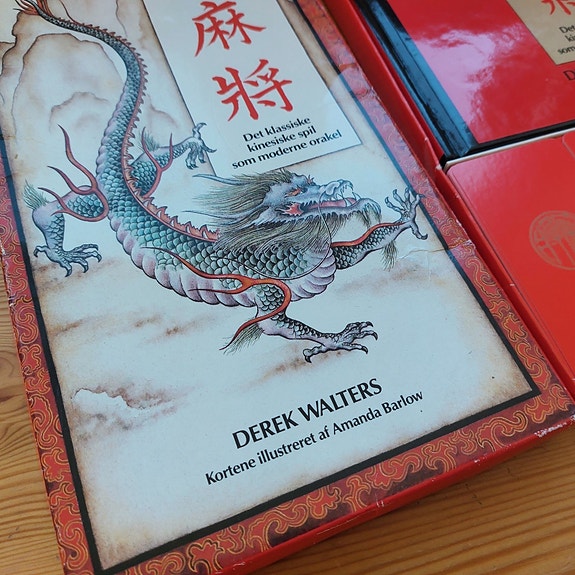 麻
將
Det klassiske
kinesiske spil
som moderne orakel
DEREK WALTERS
Kortene illustreret af Amanda Barlow